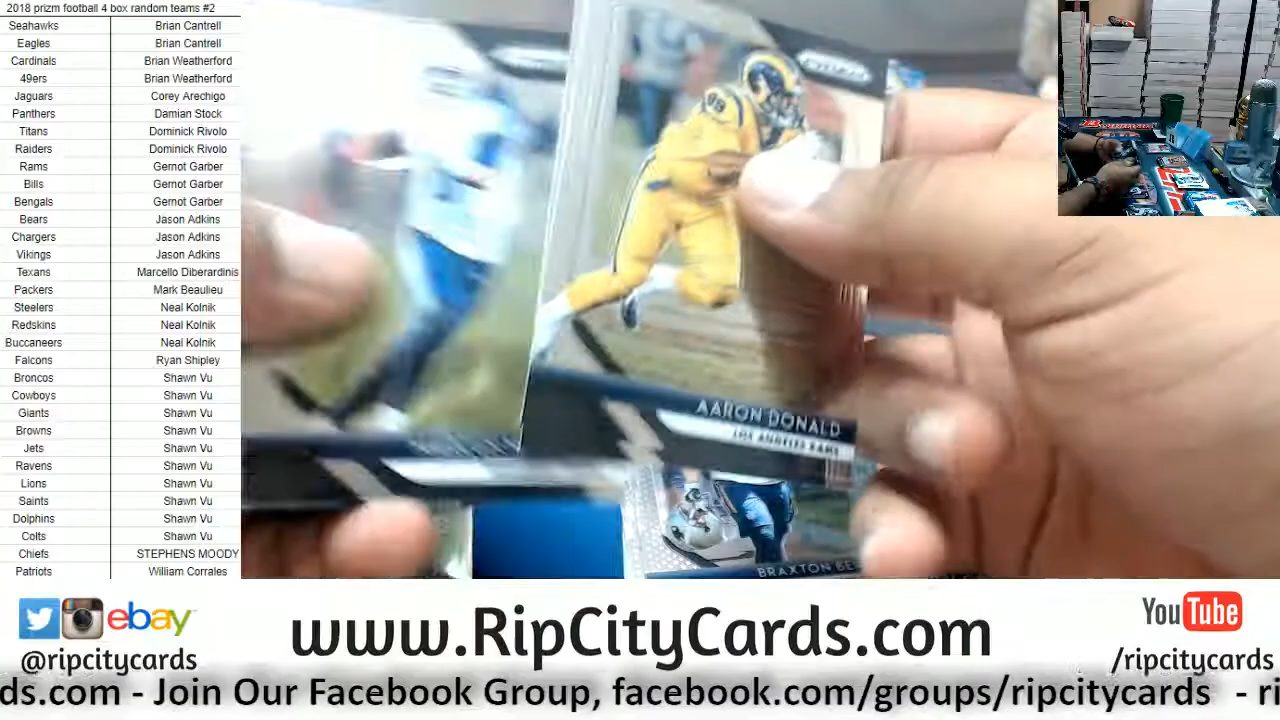 2018 prizm football 4 box random teams #2
Seahawks Brian Cantrell
Eagles Brian Cantrell
Cardinals Brian Weatherford
49ers Brian Weatherford
Jaguars Corey Arechigo
Panthers Damian Stock
Titans Dominick Rivolo
Raiders Dominick Rivolo
Rams Gernot Garber
Bills Gernot Garber
Bengals Gernot Garber
Bears Jason Adkins
Chargers Jason Adkins
Vikings Jason Adkins
Texans Marcello Diberardinis
Packers Mark Beaulieu
Steelers Neal Kolnik
Redskins Neal Kolnik
Buccaneers Neal Kolnik
Falcons Ryan Shipley
Broncos Shawn Vu
Cowboys Shawn Vu
Giants Shawn Vu
Browns Shawn Vu
Jets Shawn Vu
Ravens Shawn Vu
Lions Shawn Vu
Saints Shawn Vu
Dolphins Shawn Vu
Colts Shawn Vu
Chiefs STEPHENS MOODY
Patriots William Corrales
AARON DONALD
LOS ANGELES RAMS
BRAXTON BE
ebay
@ripcitycards
www.RipCityCards.com
YouTube
/ripcitycards
ds.com - Join Our Facebook Group, facebook.com/groups/ripcitycards - ri